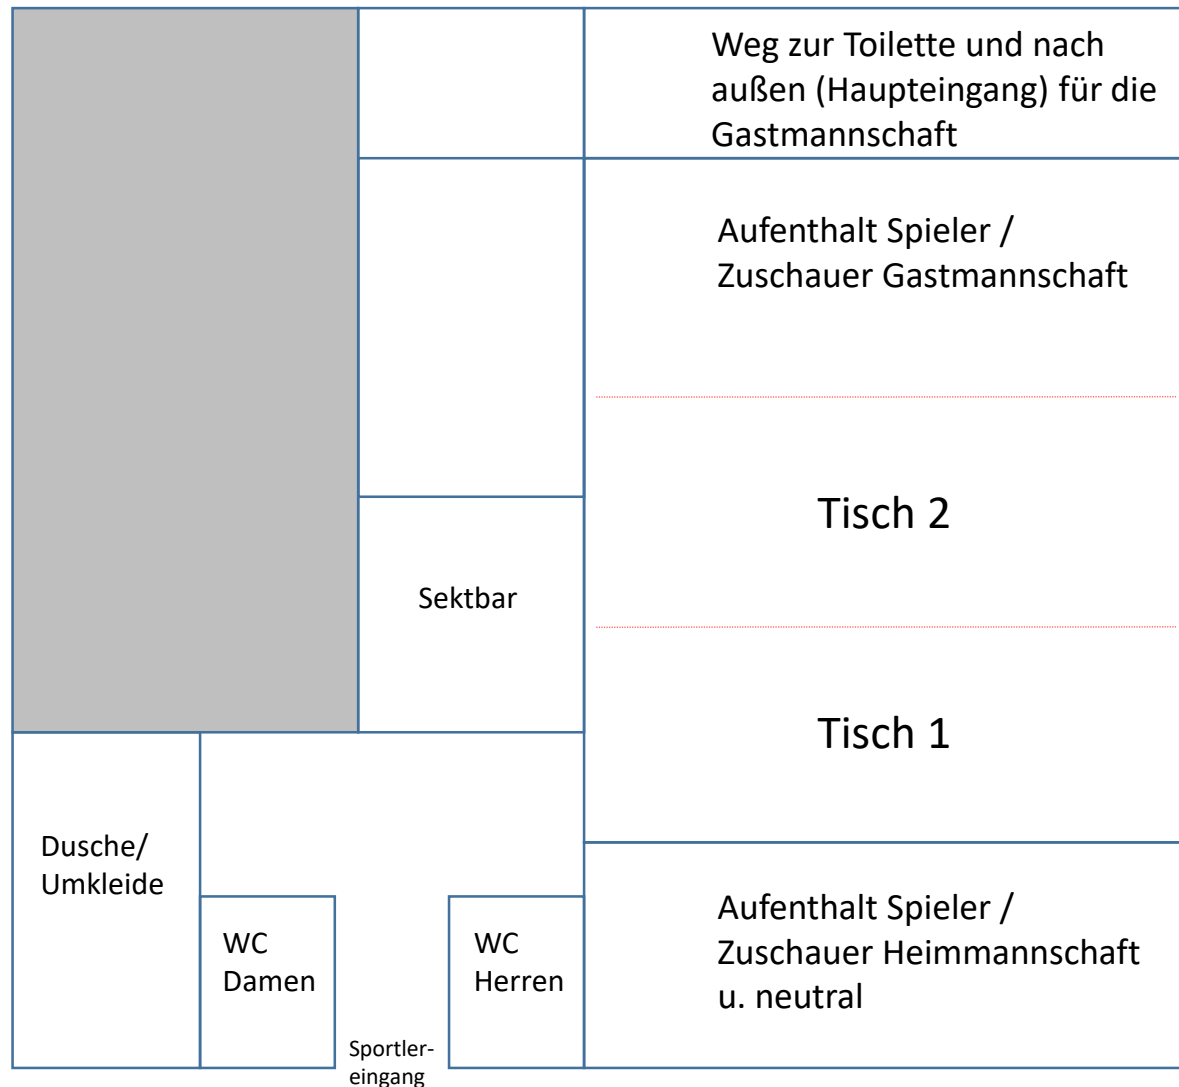 Weg zur Toilette und nach
außen (Haupteingang) für die
Gastmannschaft
Aufenthalt Spieler /
Zuschauer Gastmannschaft
Tisch 2
Sektbar
Tisch 1
Dusche/
Umkleide
WC
Damen
WC
Herren
Aufenthalt Spieler /
Zuschauer Heimmannschaft
u. neutral
Sportler-
eingang